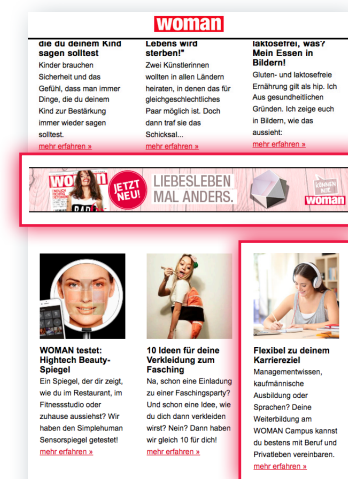 woman
die du deinem Kind
sagen solltest
Kinder brauchen
Sicherheit und das
Gefühl, dass man immer
Dinge, die du deinem
Kind zur Bestärkung
immer wieder sagen
solltest.
mehr erfahren »
Lebens wird
sterben!"
Zwei Künstlerinnen
wollten in allen Ländern
heiraten, in denen das für
gleichgeschlechtliches
Paar möglich ist. Doch
dann traf sie das
Schicksal...
mehr erfahren »
laktosefrei, was?
Mein Essen in
Bildern!
Gluten- und laktosefreie
Ernährung gilt als hip. Ich
Aus gesundheitlichen
Gründen. Ich zeige euch
in Bildern, wie das
aussieht:
mehr erfahren »
JETZT
NEU!
LIEBESLEBEN
MAL ANDERS.
woman
WOMAN testet:
Hightech Beauty-
Spiegel
Ein Spiegel, der dir zeigt,
wie du im Restaurant, im
Fitnessstudio oder
zuhause aussiehst? Wir
haben den Simplehuman
Sensorspiegel getestet!
mehr erfahren »
10 Ideen für deine
Verkleidung zum
Fasching
Na, schon eine Einladung
zu einer Faschingsparty?
Und schon eine Idee, wie
du dich dann verkleiden
wirst? Nein? Dann haben
wir gleich 10 für dich!
mehr erfahren »
Flexibel zu deinem
Karriereziel
Managementwissen,
kaufmännische
Ausbildung oder
Sprachen? Deine
Weiterbildung am
WOMAN Campus kannst
du bestens mit Beruf und
Privatleben vereinbaren.
mehr erfahren »